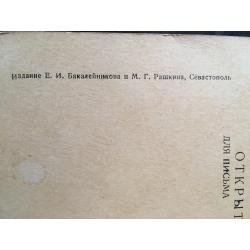 Издание Е. И. Бакалейникова и М. Г. Рашкина, Севастополь
ОТКРЫТ
ДЛЯ ПИСЬМА